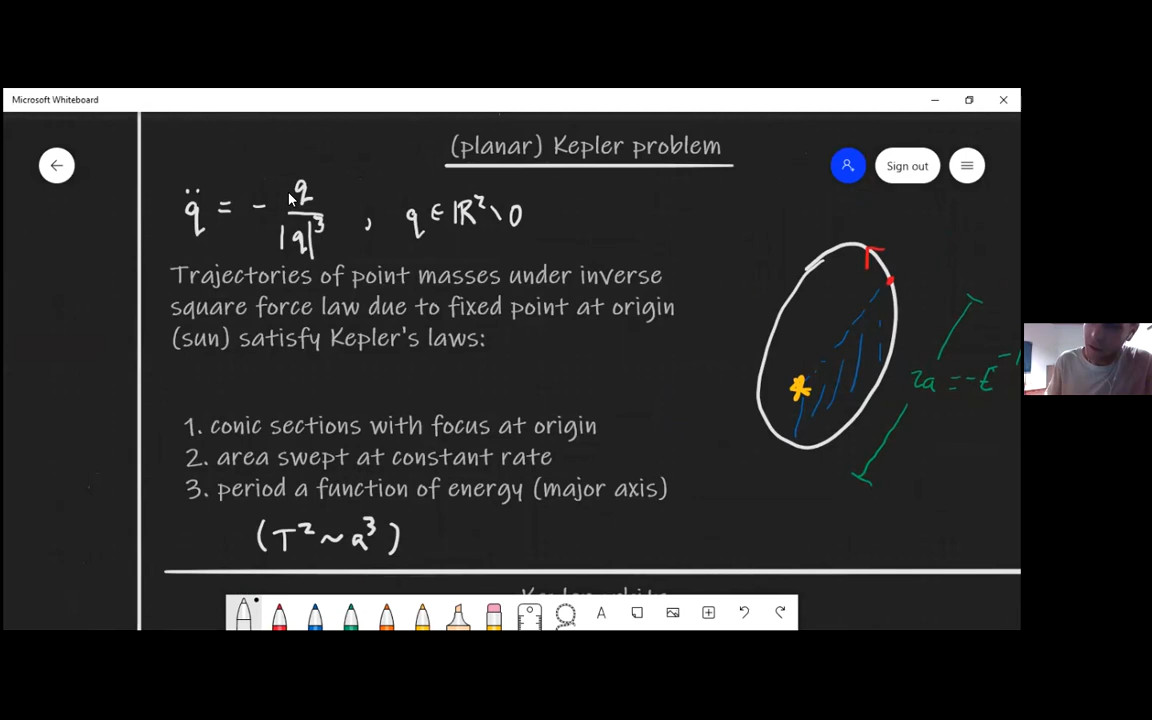 Microsoft Whiteboard
(planar) Kepler problem
Sign out
q̈ = - q/|q|³ , q ∈ ℝ² \ 0
Trajectories of point masses under inverse
square force law due to fixed point at origin
(sun) satisfy Kepler's laws:
2a = -E⁻¹
1. conic sections with focus at origin
2. area swept at constant rate
3. period a function of energy (major axis)
(T² ~ a³)